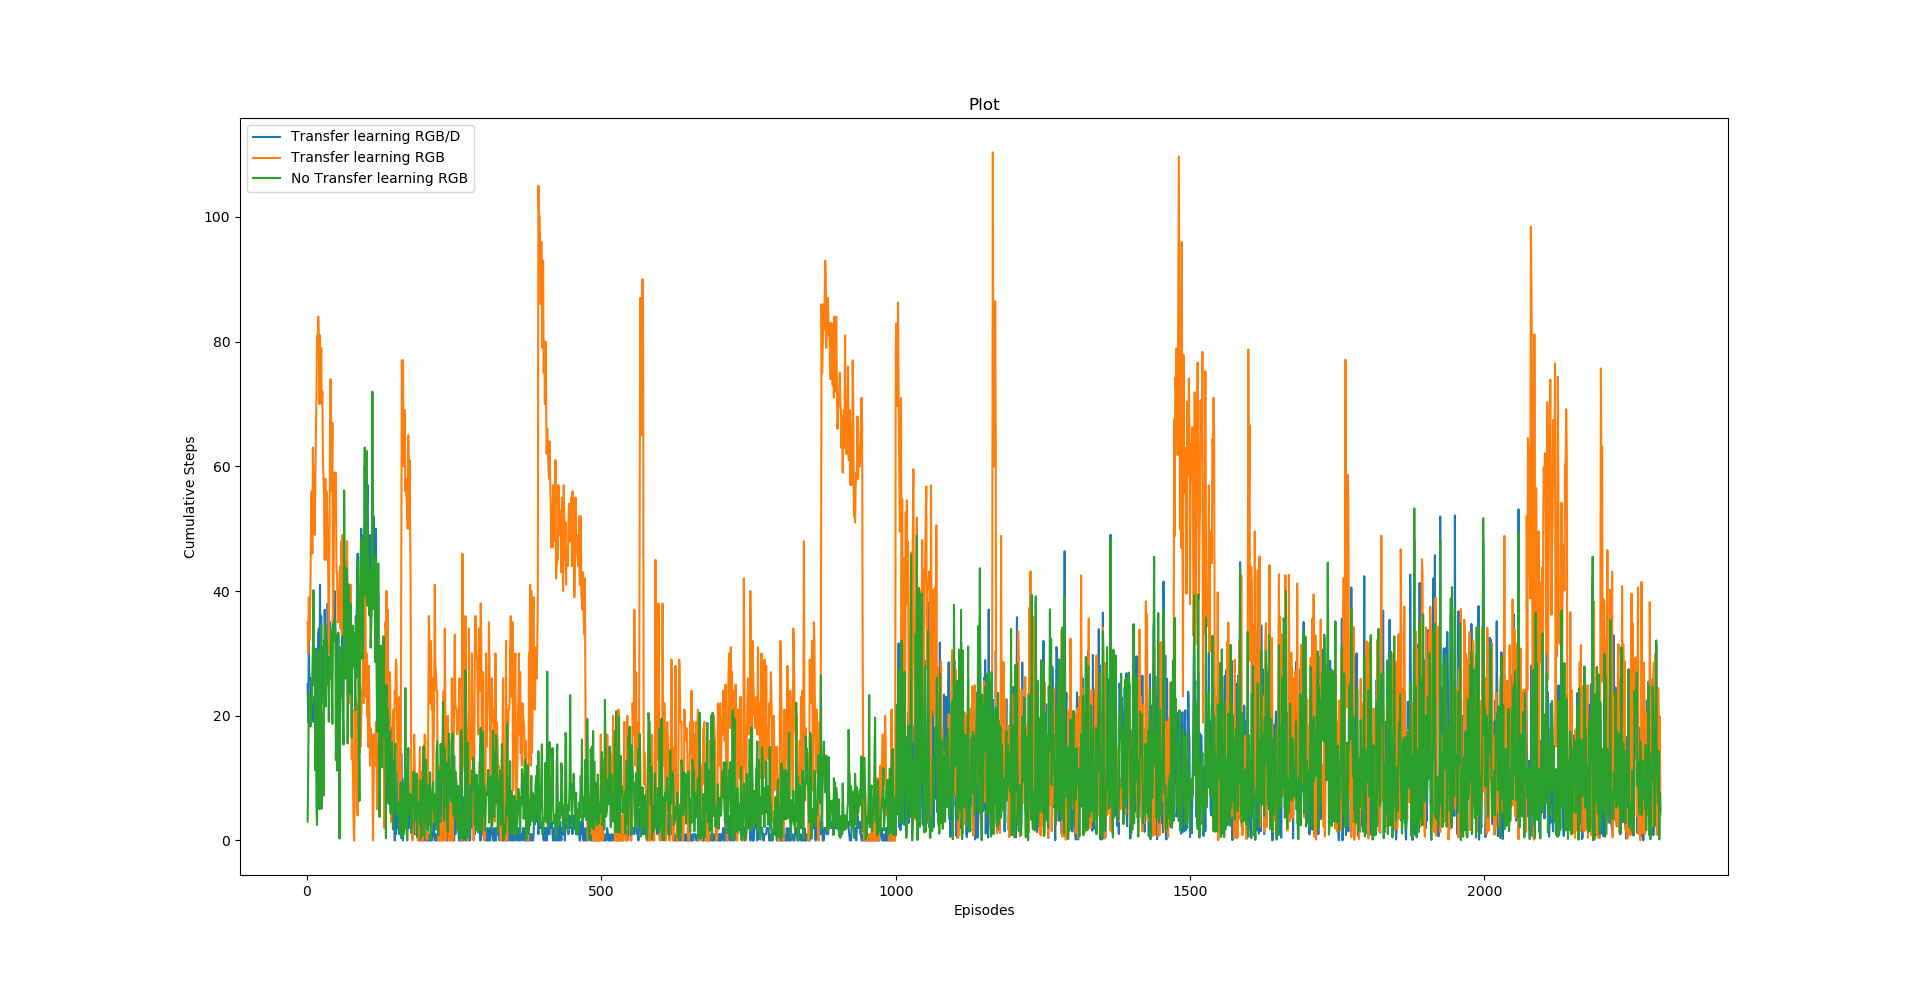 Plot
Transfer learning RGB/D
Transfer learning RGB
No Transfer learning RGB
100
80
60
40
20
0
Cumulative Steps
0 500 1000 1500 2000
Episodes